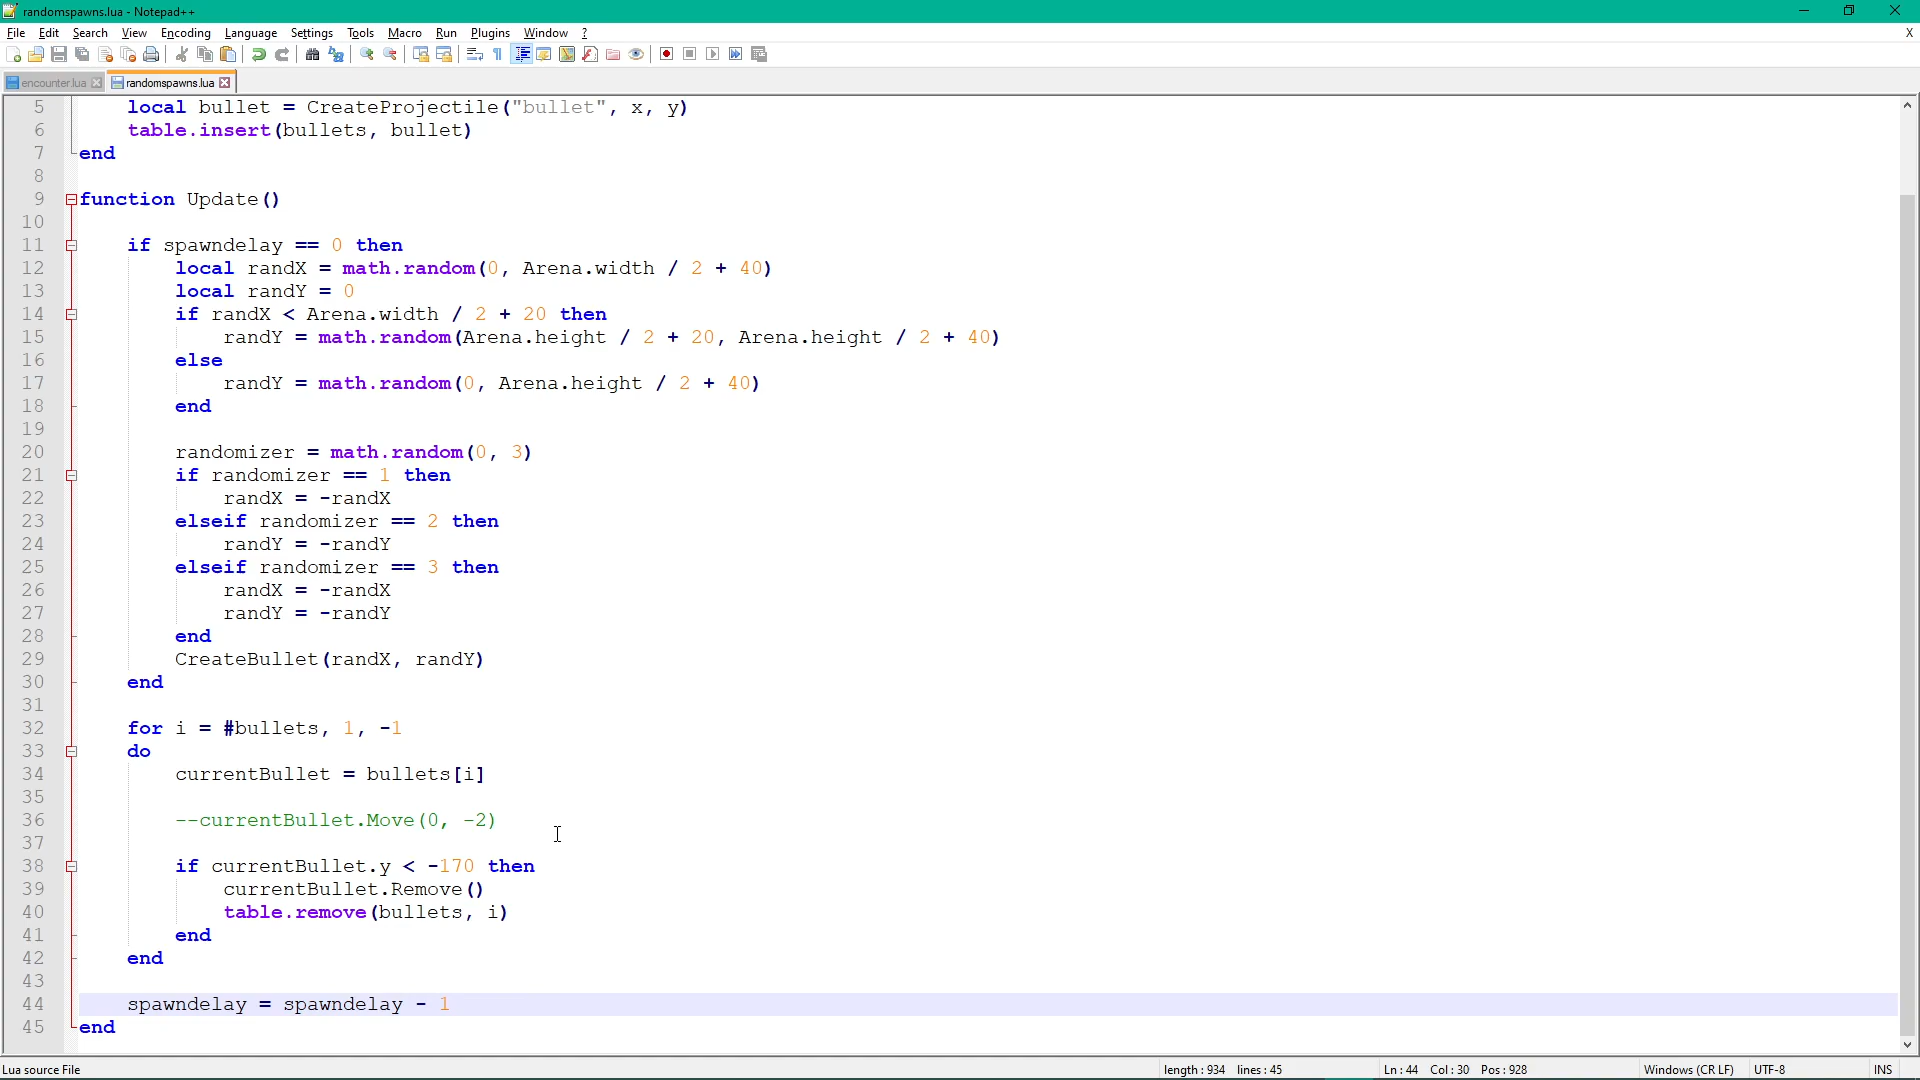 randomspawns.lua - Notepad++
File Edit Search View Encoding Language Settings Tools Macro Run Plugins Window ? X
encounter.lua randomspawns.lua
5 local bullet = CreateProjectile("bullet", x, y)
6 table.insert(bullets, bullet)
7 end
8
9 function Update()
10
11 if spawndelay == 0 then
12 local randX = math.random(0, Arena.width / 2 + 40)
13 local randY = 0
14 if randX < Arena.width / 2 + 20 then
15 randY = math.random(Arena.height / 2 + 20, Arena.height / 2 + 40)
16 else
17 randY = math.random(0, Arena.height / 2 + 40)
18 end
19
20 randomizer = math.random(0, 3)
21 if randomizer == 1 then
22 randX = -randX
23 elseif randomizer == 2 then
24 randY = -randY
25 elseif randomizer == 3 then
26 randX = -randX
27 randY = -randY
28 end
29 CreateBullet(randX, randY)
30 end
31
32 for i = #bullets, 1, -1
33 do
34 currentBullet = bullets[i]
35
36 --currentBullet.Move(0, -2)
37
38 if currentBullet.y < -170 then
39 currentBullet.Remove()
40 table.remove(bullets, i)
41 end
42 end
43
44 spawndelay = spawndelay - 1
45 end
Lua source File length : 934 lines : 45 Ln : 44 Col : 30 Pos : 928 Windows (CR LF) UTF-8 INS